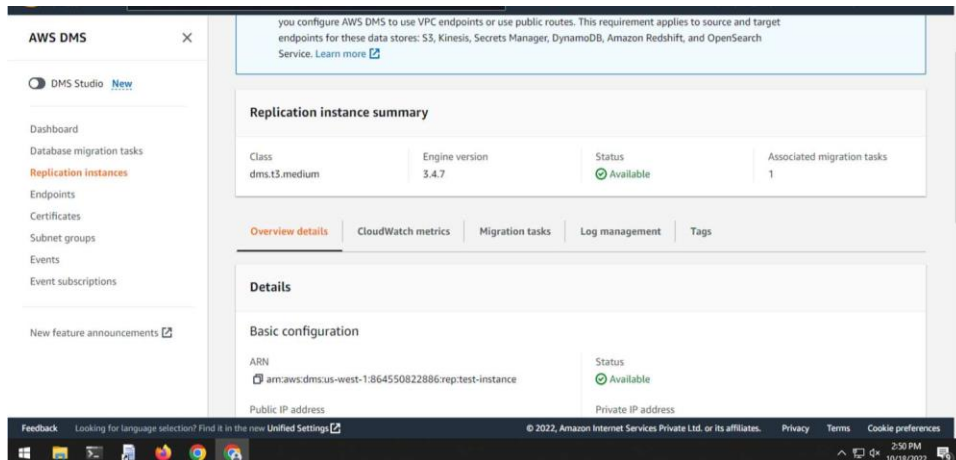 you configure AWS DMS to use VPC endpoints or use public routes. This requirement applies to source and target
endpoints for these data stores: S3, Kinesis, Secrets Manager, DynamoDB, Amazon Redshift, and OpenSearch
Service. Learn more
AWS DMS
DMS Studio New
Dashboard
Database migration tasks
Replication instances
Endpoints
Certificates
Subnet groups
Events
Event subscriptions
New feature announcements
Replication instance summary
Class
dms.t3.medium
Engine version
3.4.7
Status
Available
Associated migration tasks
1
Overview details CloudWatch metrics Migration tasks Log management Tags
Details
Basic configuration
ARN
arn:aws:dms:us-west-1:864550822886:rep:test-instance
Status
Available
Public IP address
Private IP address
Feedback Looking for language selection? Find it in the new Unified Settings © 2022, Amazon Internet Services Private Ltd. or its affiliates. Privacy Terms Cookie preferences
2:50 PM
10/18/2022